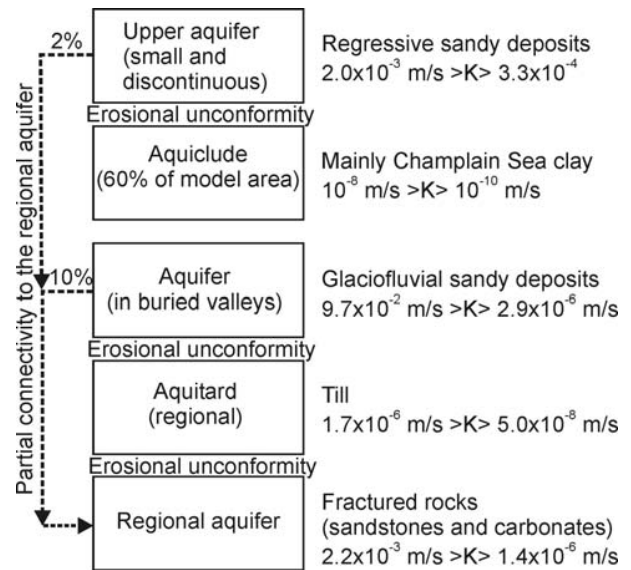 Partial connectivity to the regional aquifer
2%
Upper aquifer
(small and
discontinuous)
Regressive sandy deposits
2.0x10⁻³ m/s >K> 3.3x10⁻⁴
Erosional unconformity
Aquiclude
(60% of model area)
Mainly Champlain Sea clay
10⁻⁸ m/s >K> 10⁻¹⁰ m/s
10%
Aquifer
(in buried valleys)
Glaciofluvial sandy deposits
9.7x10⁻² m/s >K> 2.9x10⁻⁶ m/s
Erosional unconformity
Aquitard
(regional)
Till
1.7x10⁻⁶ m/s >K> 5.0x10⁻⁸ m/s
Erosional unconformity
Regional aquifer
Fractured rocks
(sandstones and carbonates)
2.2x10⁻³ m/s >K> 1.4x10⁻⁶ m/s